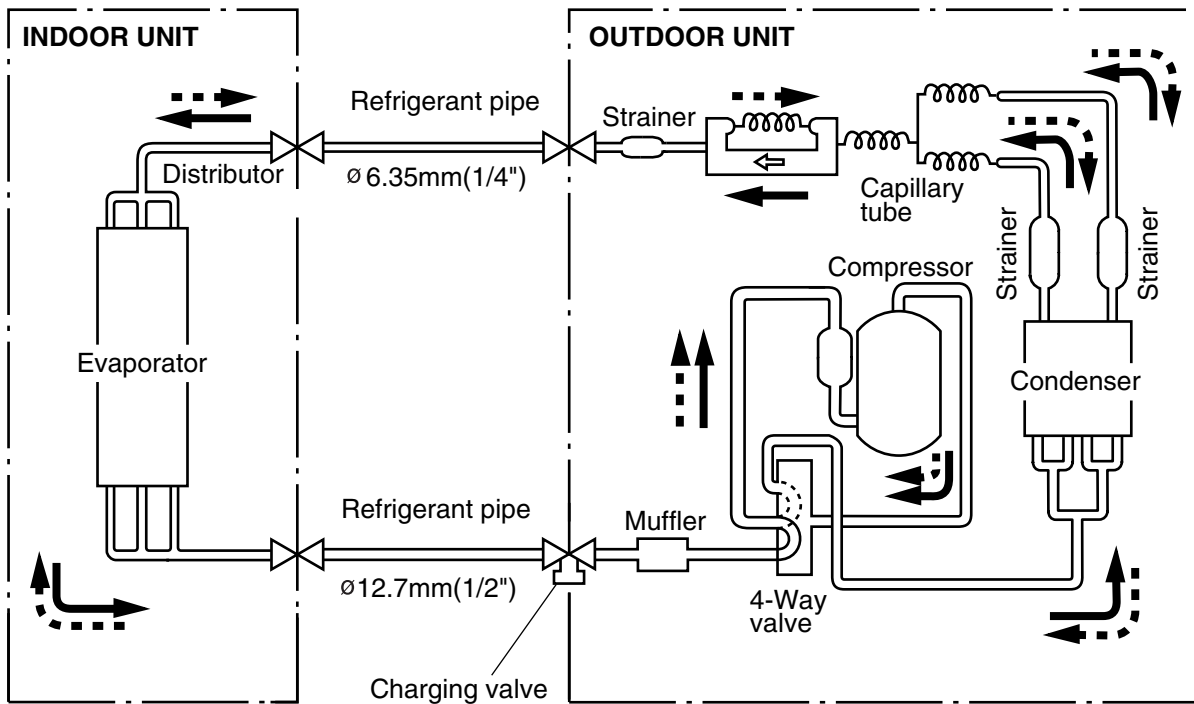 INDOOR UNIT
OUTDOOR UNIT
Refrigerant pipe
Strainer
Distributor
ø 6.35mm(1/4")
Capillary
tube
Strainer
Strainer
Compressor
Evaporator
Condenser
Refrigerant pipe
Muffler
ø12.7mm(1/2")
4-Way
valve
Charging valve